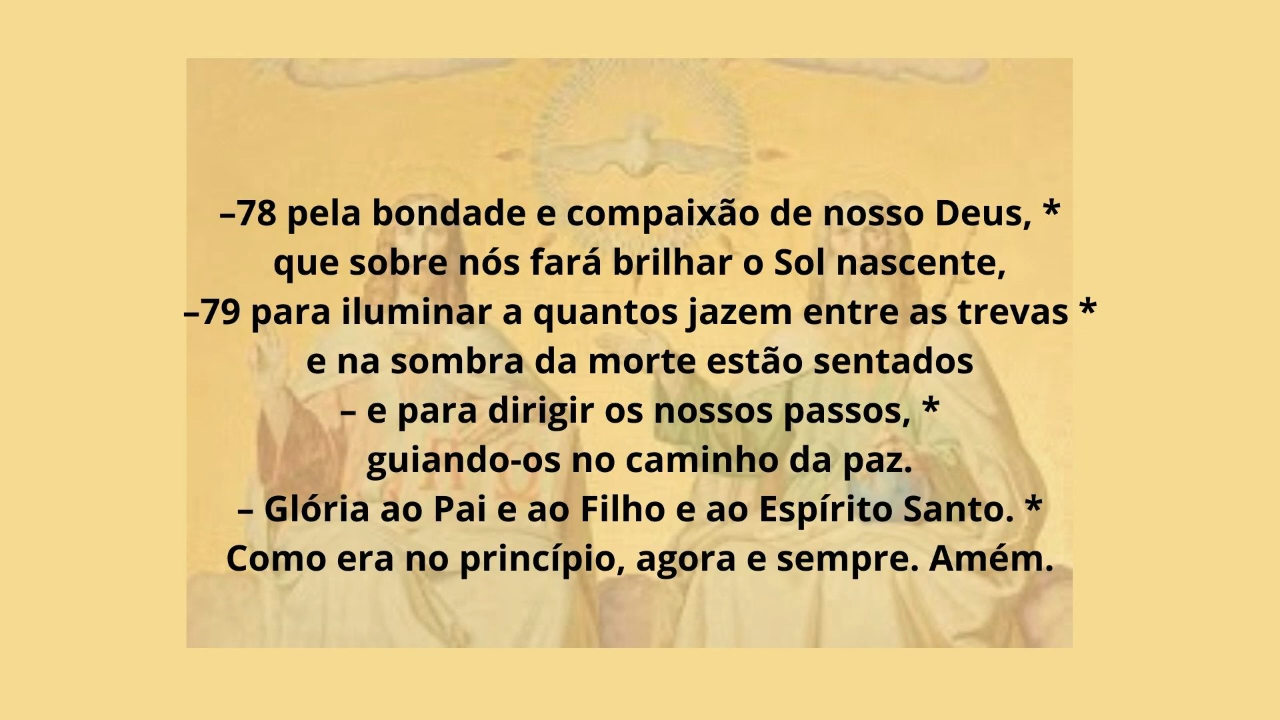 –78 pela bondade e compaixão de nosso Deus, *
que sobre nós fará brilhar o Sol nascente,
–79 para iluminar a quantos jazem entre as trevas *
e na sombra da morte estão sentados
– e para dirigir os nossos passos, *
guiando-os no caminho da paz.
– Glória ao Pai e ao Filho e ao Espírito Santo. *
Como era no princípio, agora e sempre. Amém.